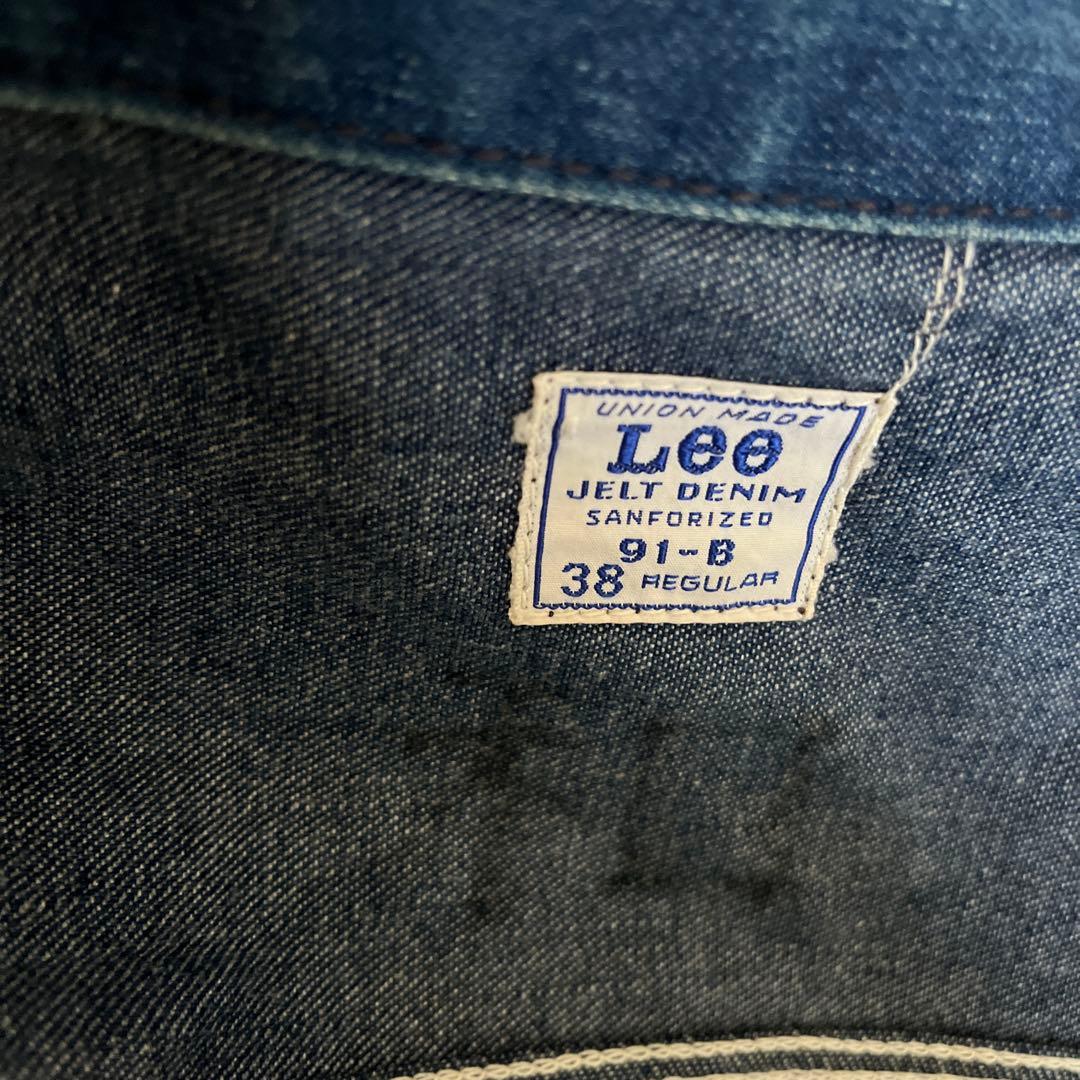 UNION MADE
Lee
JELT DENIM
SANFORIZED
91-B
38 REGULAR